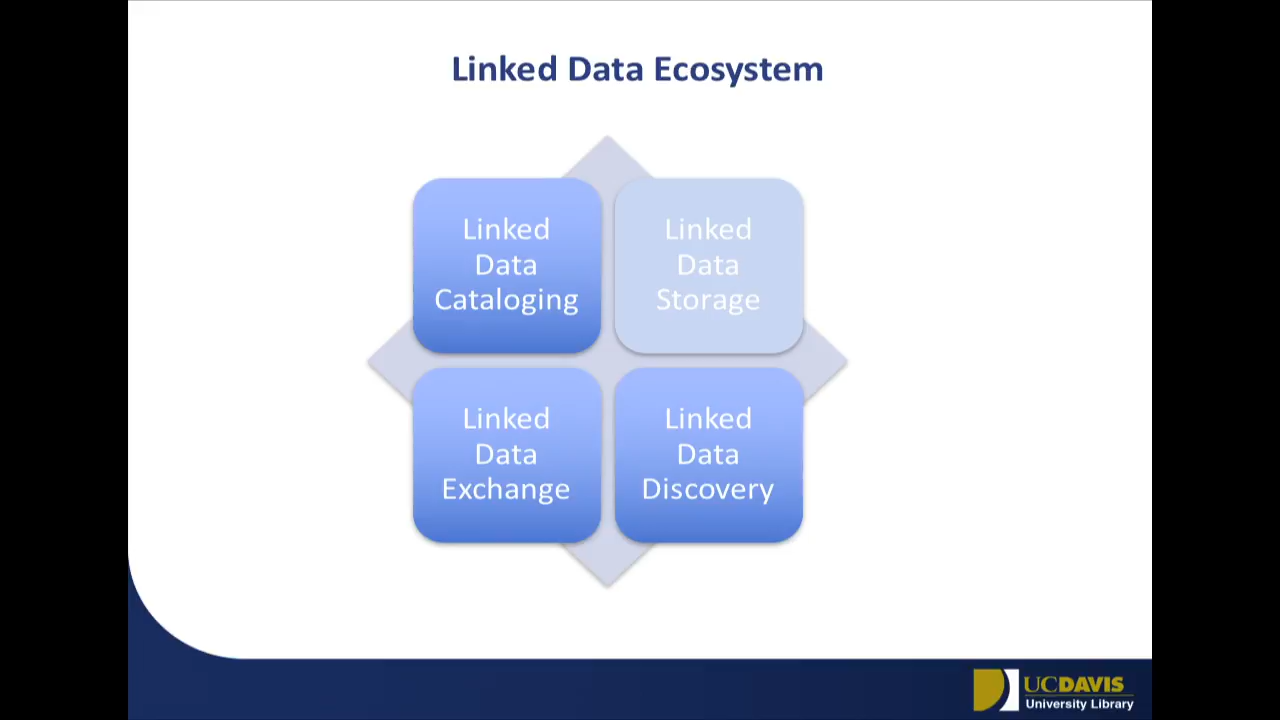 Linked Data Ecosystem
Linked
Data
Cataloging
Linked
Data
Storage
Linked
Data
Exchange
Linked
Data
Discovery
UCDAVIS
University Library